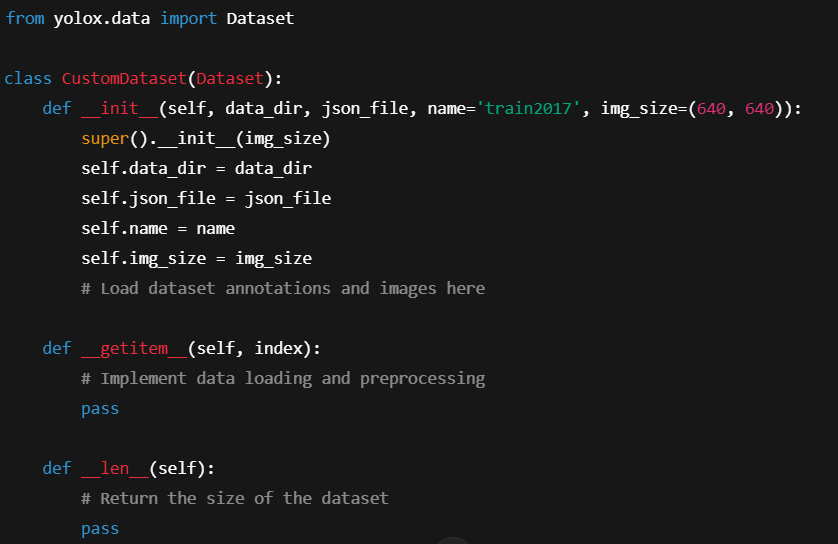 from yolox.data import Dataset
class CustomDataset(Dataset):
    def __init__(self, data_dir, json_file, name='train2017', img_size=(640, 640)):
        super().__init__(img_size)
        self.data_dir = data_dir
        self.json_file = json_file
        self.name = name
        self.img_size = img_size
        # Load dataset annotations and images here
    def __getitem__(self, index):
        # Implement data loading and preprocessing
        pass
    def __len__(self):
        # Return the size of the dataset
        pass